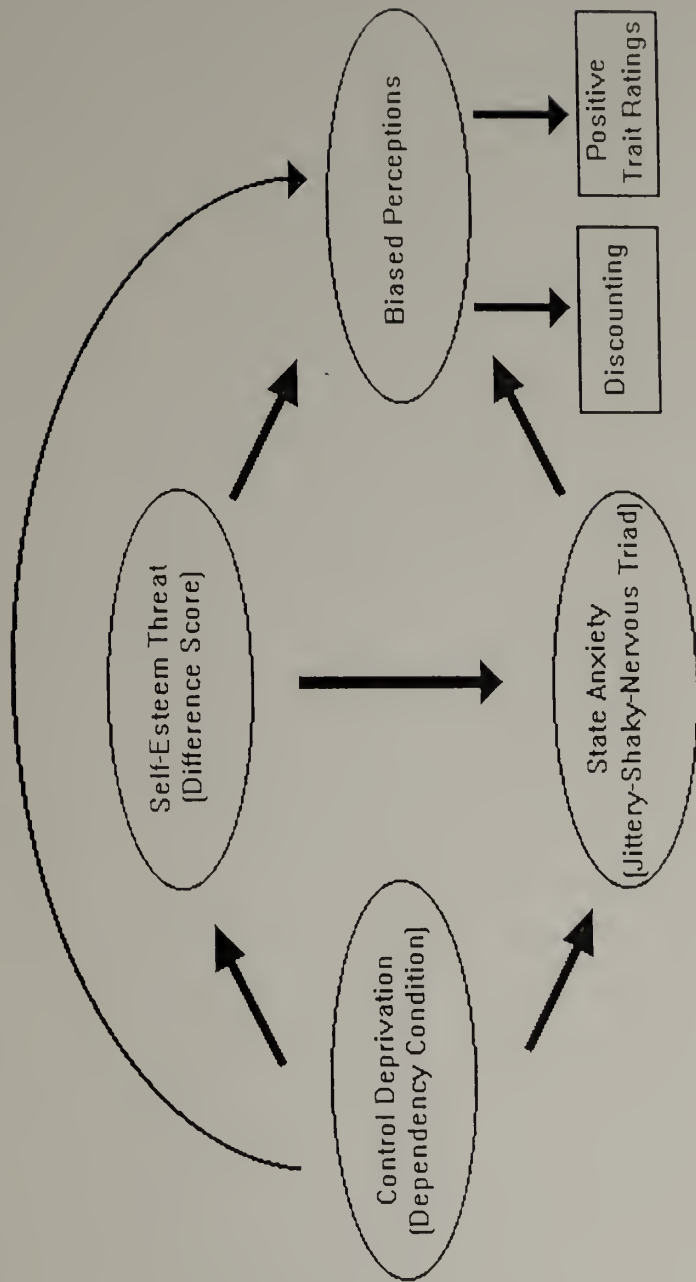 Control Deprivation
(Dependency Condition)
Self-Esteem Threat
(Difference Score)
State Anxiety
(Jittery-Shaky-Nervous Triad)
Biased Perceptions
Discounting
Positive
Trait Ratings